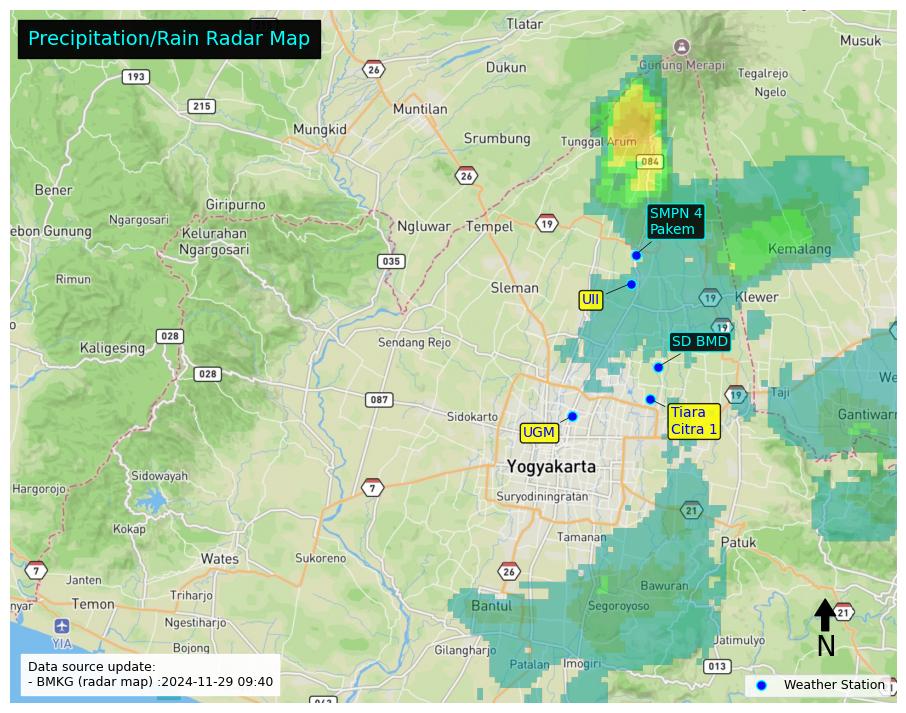 Precipitation/Rain Radar Map
Tlatar
Musuk
26
Dukun
Gunung Merapi
Tegalrejo
193
Ngelo
215
Muntilan
Mungkid
Srumbung
Tunggal Arum
084
26
Bener
Giripurno
SMPN 4
Pakem
Ngargosari
Kelurahan
Ngargosari
Ngluwar
Tempel
19
ebon Gunung
Kemalang
035
Rimun
Sleman
UII
19
Klewer
19
028
Kaligesing
Sendang Rejo
SD BMD
028
We
087
19
Taji
Sidokarto
Tiara
Citra 1
Gantiwarn
UGM
Yogyakarta
Sidowayah
Hargorojo
7
Suryodiningratan
21
Kokap
Tamanan
Patuk
Wates
Sukoreno
7
26
Janten
Triharjo
Bawuran
nyar
Temon
Bantul
Segoroyoso
21
Ngestiharjo
YIA
N
Bojong
Gilangharjo
Jatimulyo
Patalan
Imogiri
013
Data source update:
- BMKG (radar map) :2024-11-29 09:40
Weather Station